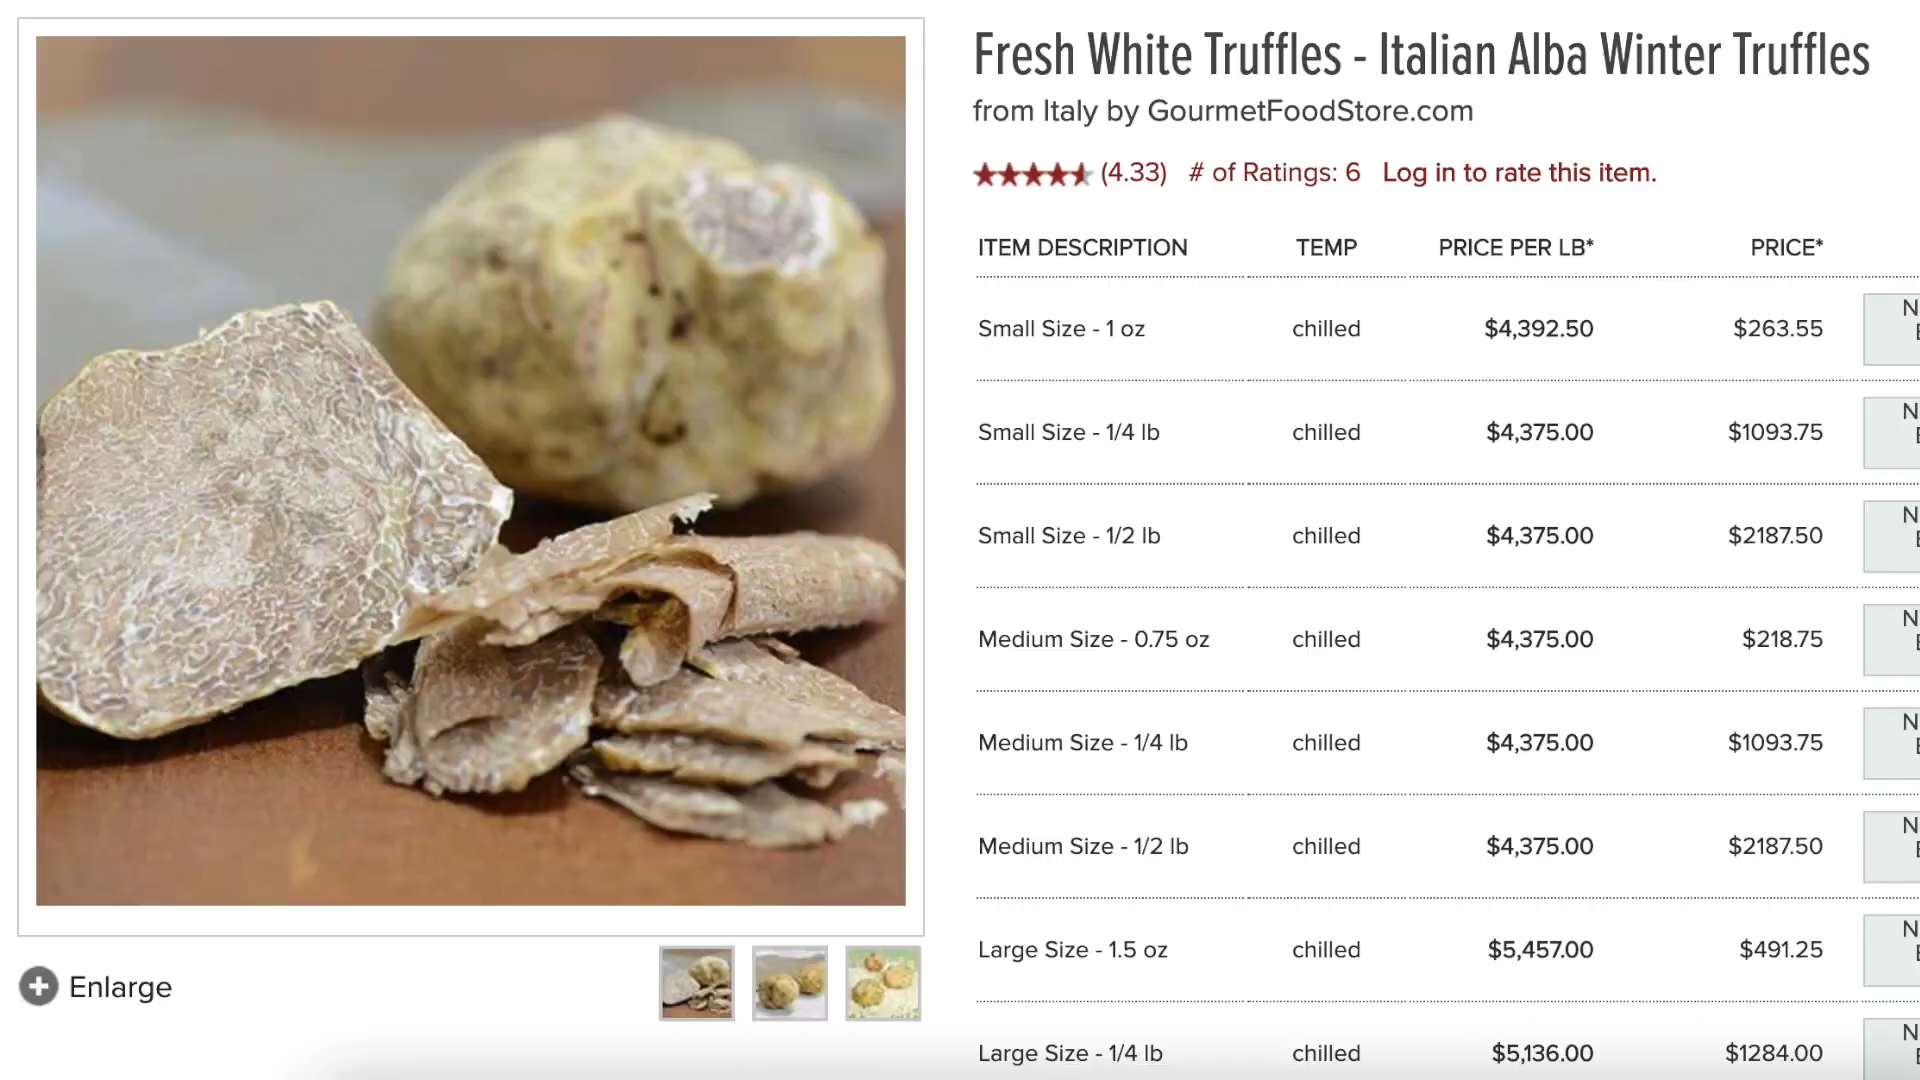 Fresh White Truffles - Italian Alba Winter Truffles
from Italy by GourmetFoodStore.com
(4.33) # of Ratings: 6 Log in to rate this item.
ITEM DESCRIPTION TEMP PRICE PER LB* PRICE*
Small Size - 1 oz chilled $4,392.50 $263.55
Small Size - 1/4 lb chilled $4,375.00 $1093.75
Small Size - 1/2 lb chilled $4,375.00 $2187.50
Medium Size - 0.75 oz chilled $4,375.00 $218.75
Medium Size - 1/4 lb chilled $4,375.00 $1093.75
Medium Size - 1/2 lb chilled $4,375.00 $2187.50
Large Size - 1.5 oz chilled $5,457.00 $491.25
Large Size - 1/4 lb chilled $5,136.00 $1284.00
Enlarge